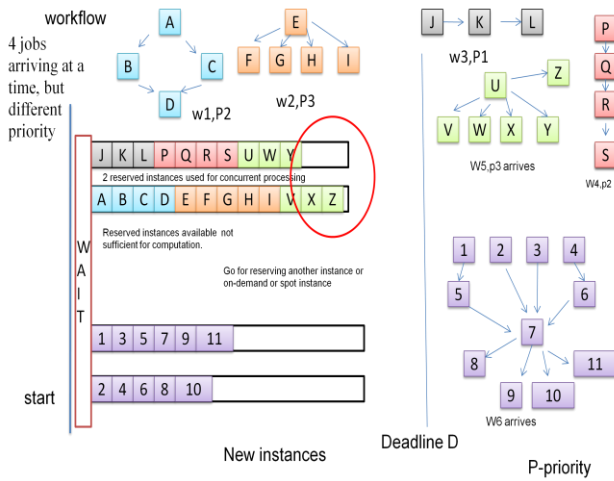 workflow
4 jobs
arriving at a
time, but
different
priority
A
B C
D
w1,P2
E
F G H I
w2,P3
J K L
w3,P1
P
Q
R
S
W4,p2
U Z
V W X Y
W5,p3 arrives
J K L P Q R S U W Y
2 reserved instances used for concurrent processing
A B C D E F G H I V X Z
Reserved instances available not
sufficient for computation.
Go for reserving another instance or
on-demand or spot instance
W
A
I
T
1 3 5 7 9 11
2 4 6 8 10
start
New instances
Deadline D
1 2 3 4
5 6
7
8 11
9 10
W6 arrives
P-priority